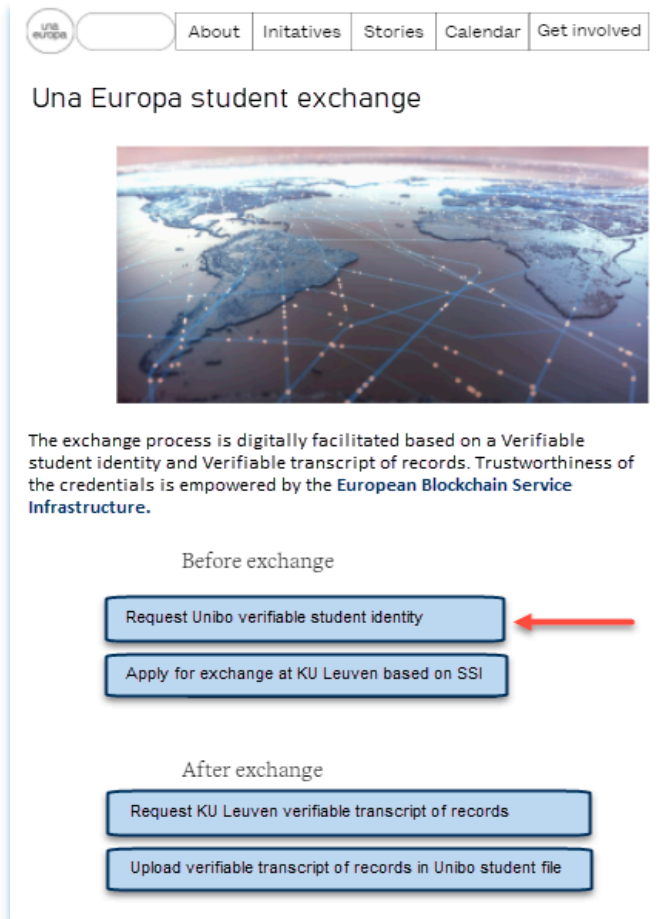 una
europa
About
Initatives
Stories
Calendar
Get involved
Una Europa student exchange
The exchange process is digitally facilitated based on a Verifiable
student identity and Verifiable transcript of records. Trustworthiness of
the credentials is empowered by the European Blockchain Service
Infrastructure.
Before exchange
Request Unibo verifiable student identity
Apply for exchange at KU Leuven based on SSI
After exchange
Request KU Leuven verifiable transcript of records
Upload verifiable transcript of records in Unibo student file